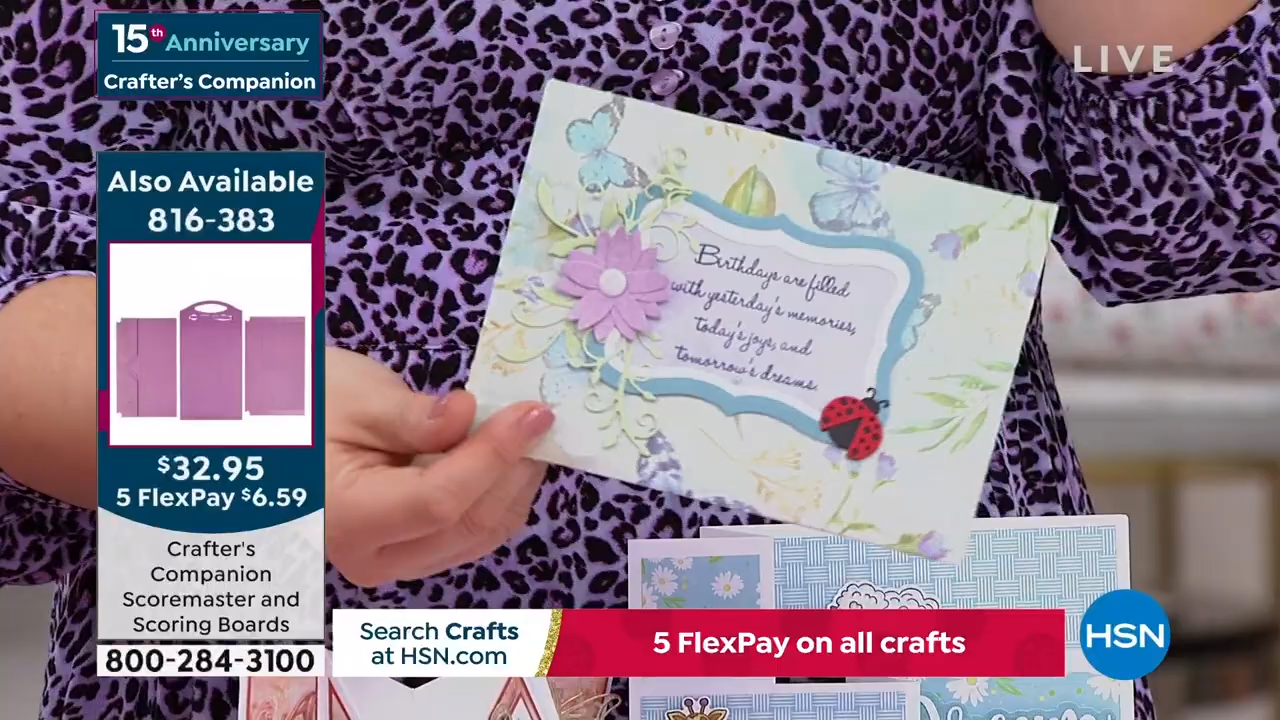 15th Anniversary
Crafter's Companion
LIVE
Also Available
816-383
$32.95
5 FlexPay $6.59
Crafter's
Companion
Scoremaster and
Scoring Boards
800-284-3100
Birthdays are filled
with yesterday's memories,
today's joys, and
tomorrow's dreams.
Search Crafts
at HSN.com
5 FlexPay on all crafts
HSN